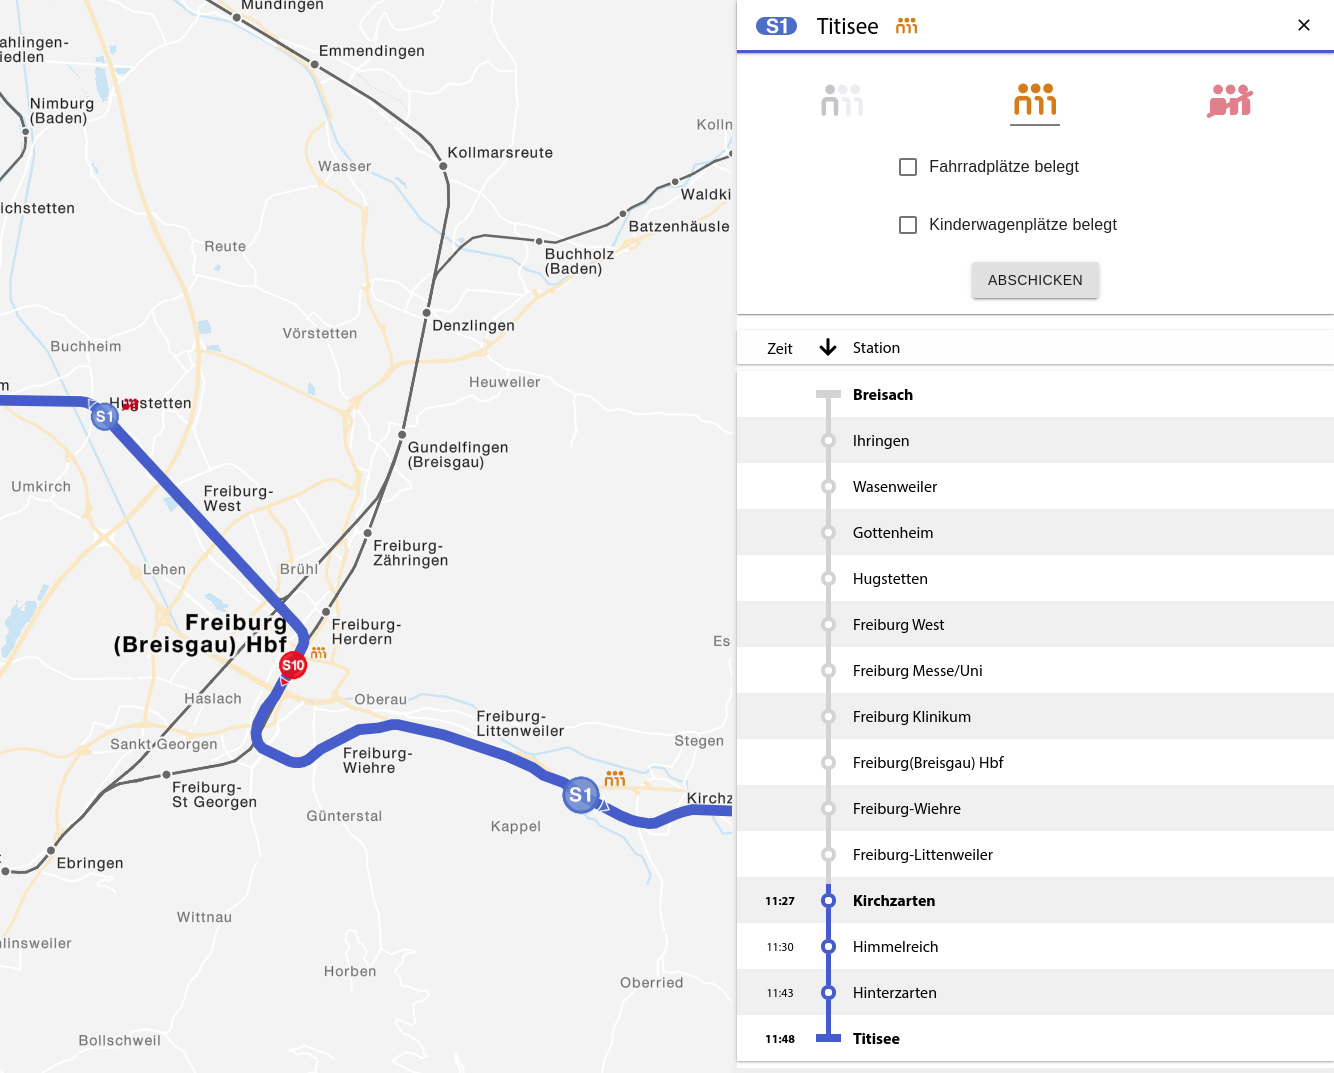 Mundingen
Emmendingen
ahlingen-
iedlen
Nimburg
(Baden)
Kolln
Kollmarsreute
Wasser
Waldki
ichstetten
Batzenhäusle
Reute
Buchholz
(Baden)
Vörstetten
Denzlingen
Buchheim
Heuweiler
m
Hugstetten
S1
Gundelfingen
(Breisgau)
Umkirch
Freiburg-
West
Freiburg-
Zähringen
Lehen
Brühl
Freiburg
(Breisgau) Hbf
Freiburg-
Herdern
Es
S10
Haslach
Oberau
Freiburg-
Littenweiler
Sankt Georgen
Stegen
Freiburg-
Wiehre
Freiburg-
St Georgen
S1
Kirchz
Günterstal
Kappel
Ebringen
Wittnau
linsweiler
Horben
Oberried
Bollschweil
S1 Titisee
Fahrradplätze belegt
Kinderwagenplätze belegt
ABSCHICKEN
Zeit Station
Breisach
Ihringen
Wasenweiler
Gottenheim
Hugstetten
Freiburg West
Freiburg Messe/Uni
Freiburg Klinikum
Freiburg(Breisgau) Hbf
Freiburg-Wiehre
Freiburg-Littenweiler
11:27 Kirchzarten
11:30 Himmelreich
11:43 Hinterzarten
11:48 Titisee